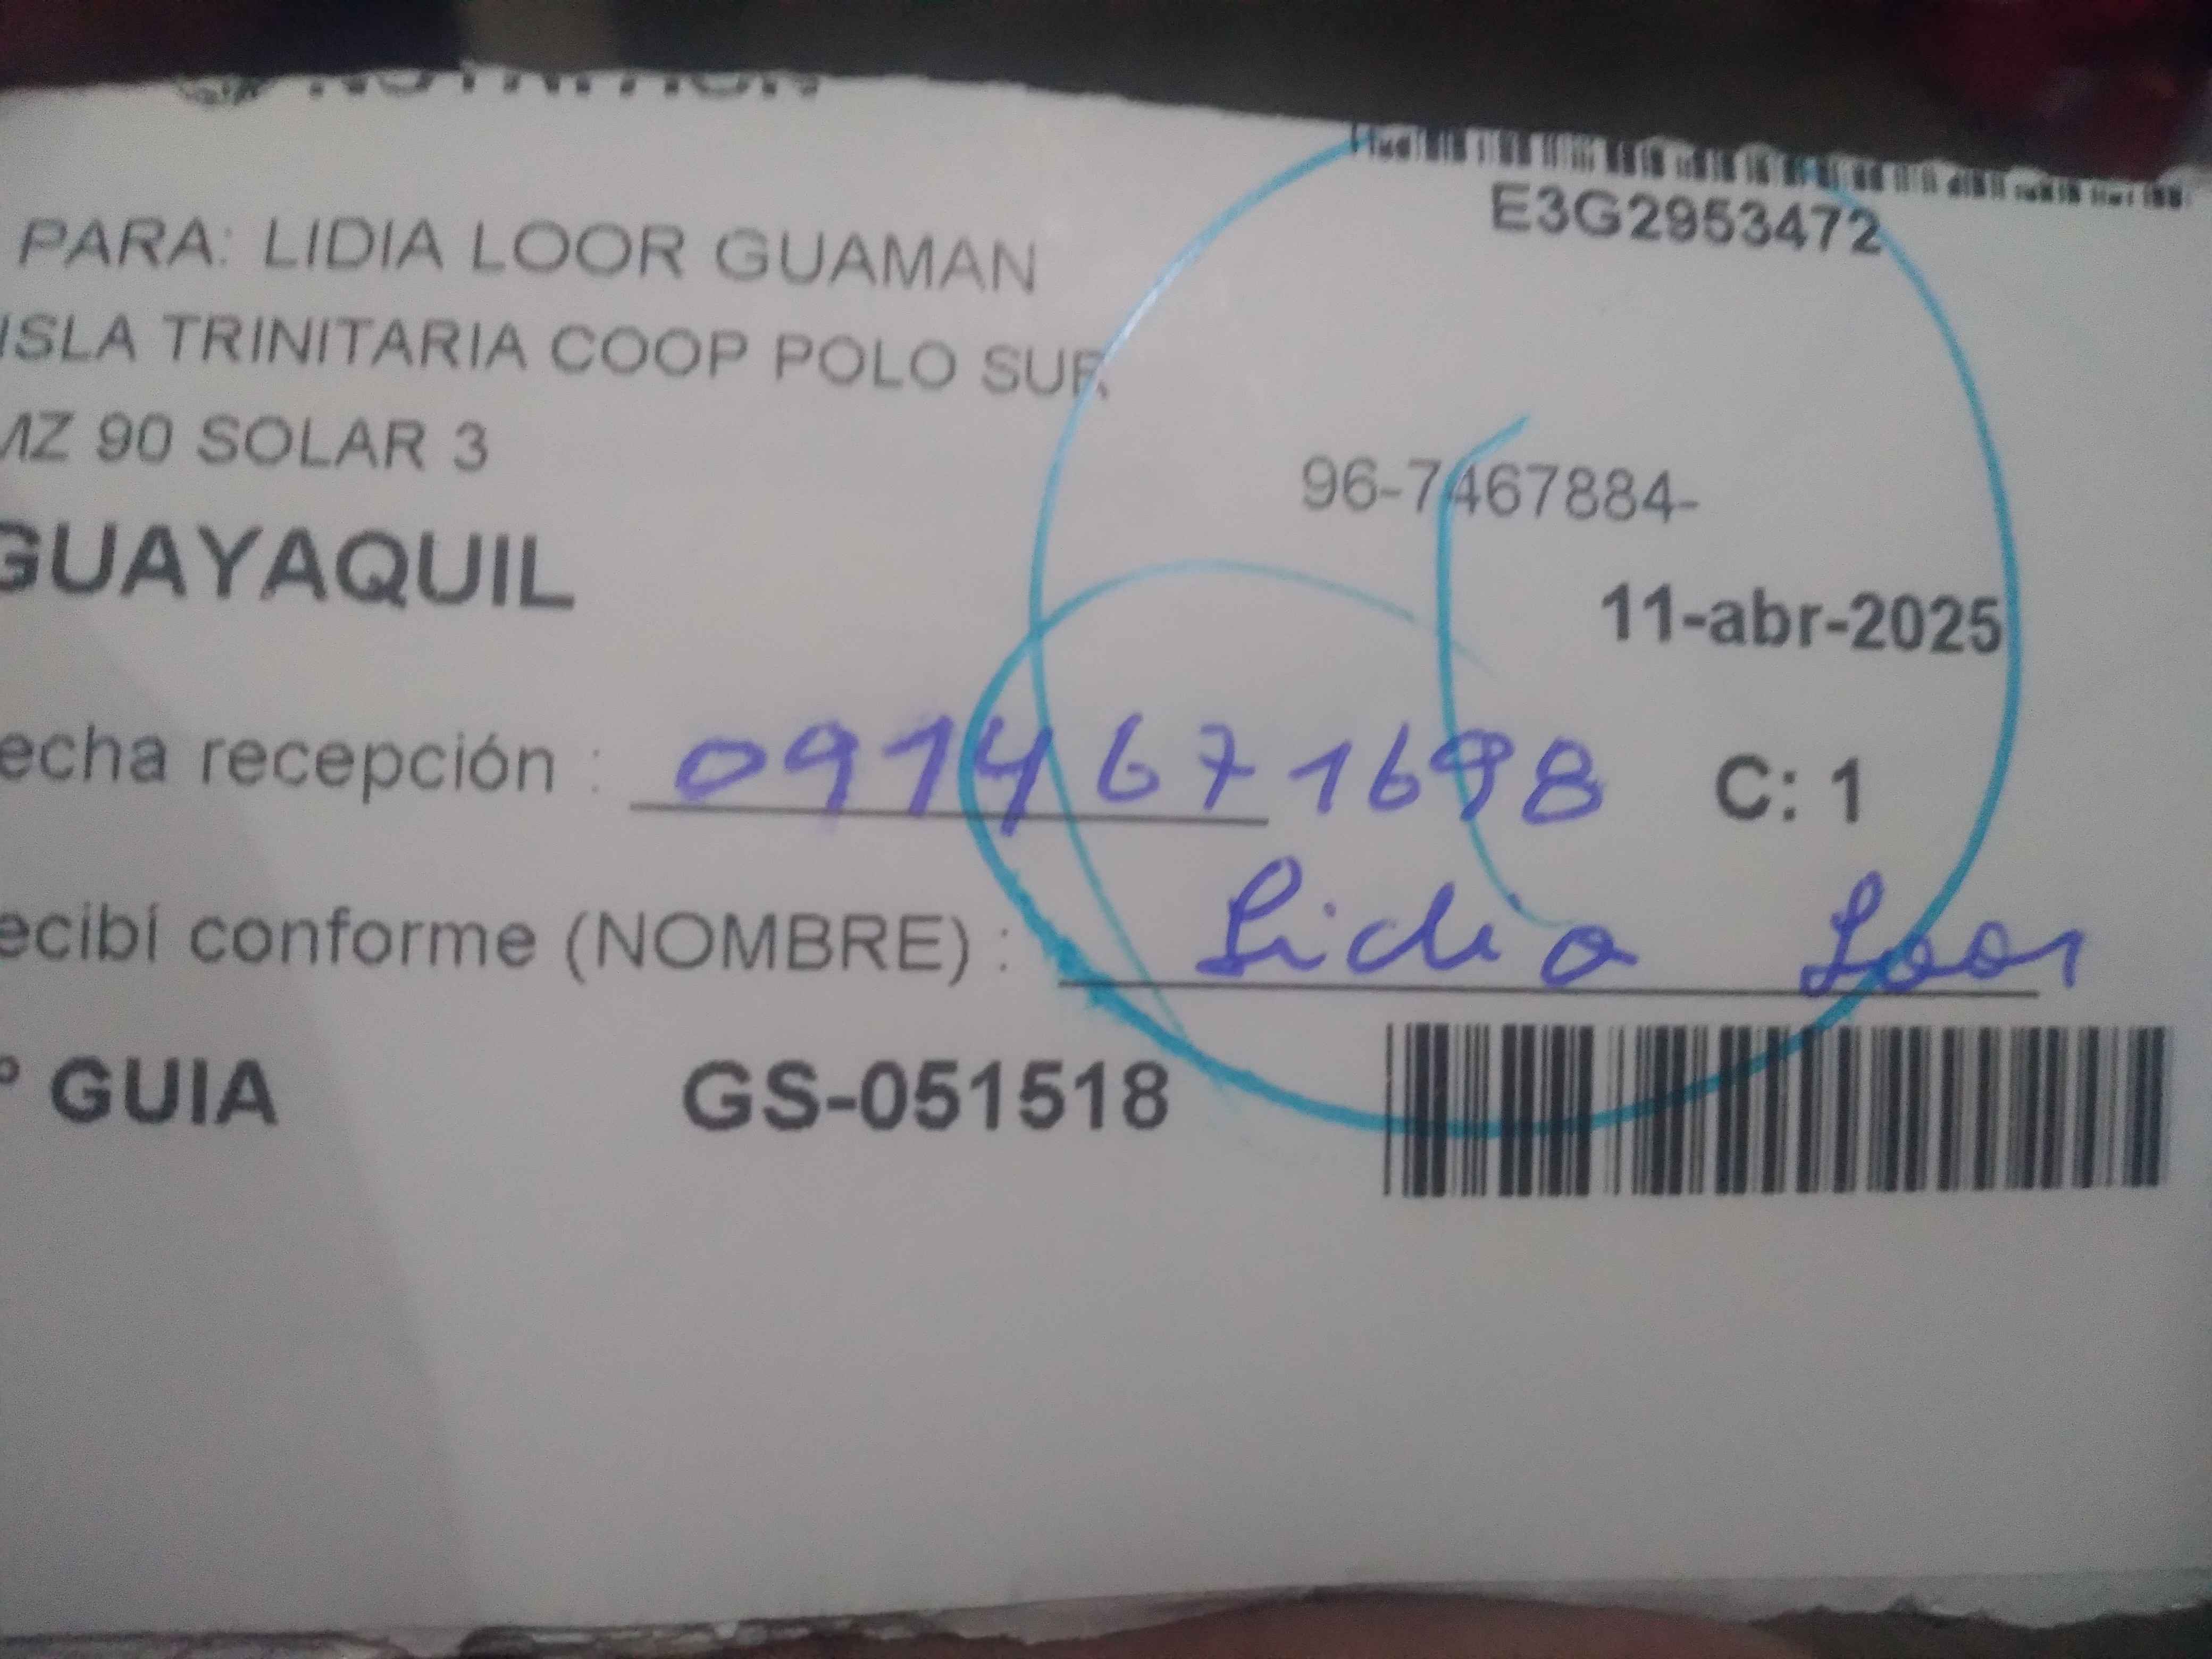 E3G2953472
PARA: LIDIA LOOR GUAMAN
ISLA TRINITARIA COOP POLO SUR
MZ 90 SOLAR 3
96-7467884-
GUAYAQUIL
11-abr-2025
echa recepción : 0914671698 C: 1
ecibí conforme (NOMBRE) : Lidia Loor
° GUIA GS-051518